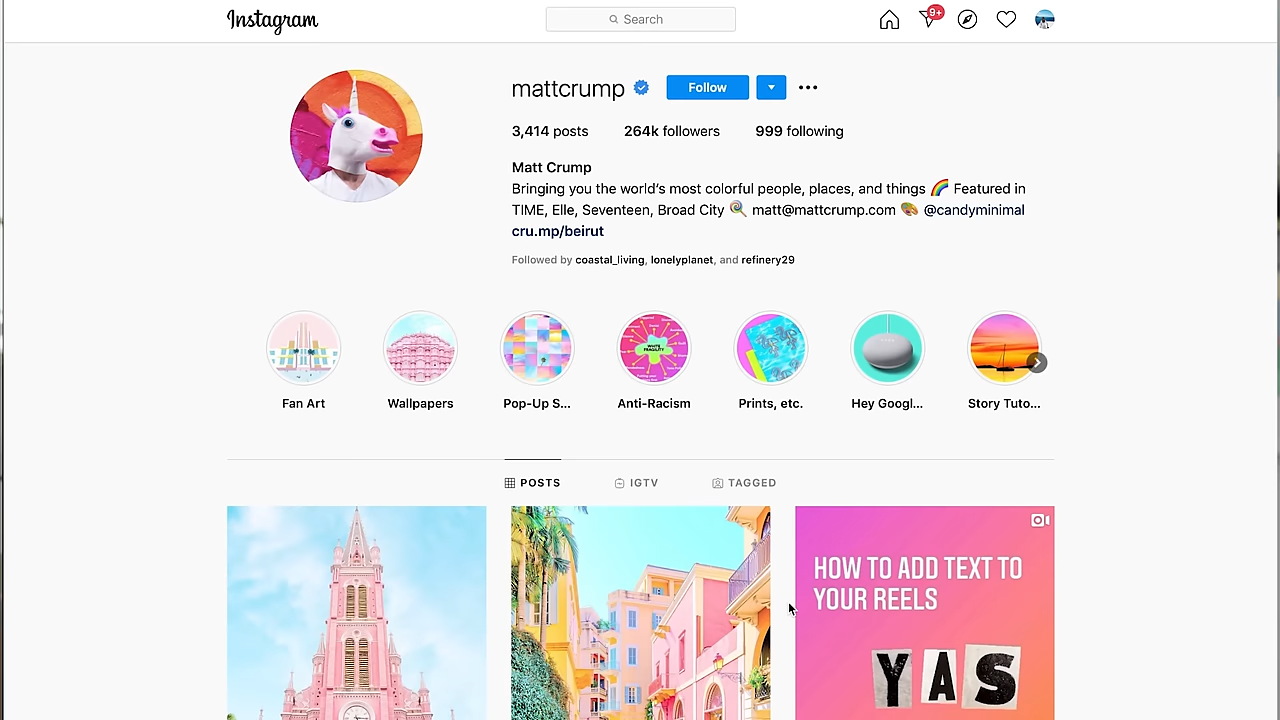 Instagram
Search
9+
mattcrump
Follow
3,414 posts 264k followers 999 following
Matt Crump
Bringing you the world's most colorful people, places, and things 🌈 Featured in
TIME, Elle, Seventeen, Broad City 🍭 matt@mattcrump.com 🎨 @candyminimal
cru.mp/beirut
Followed by coastal_living, lonelyplanet, and refinery29
WHITE
FRAGILITY
Fan Art Wallpapers Pop-Up S... Anti-Racism Prints, etc. Hey Googl... Story Tuto...
POSTS IGTV TAGGED
HOW TO ADD TEXT TO
YOUR REELS
YAS